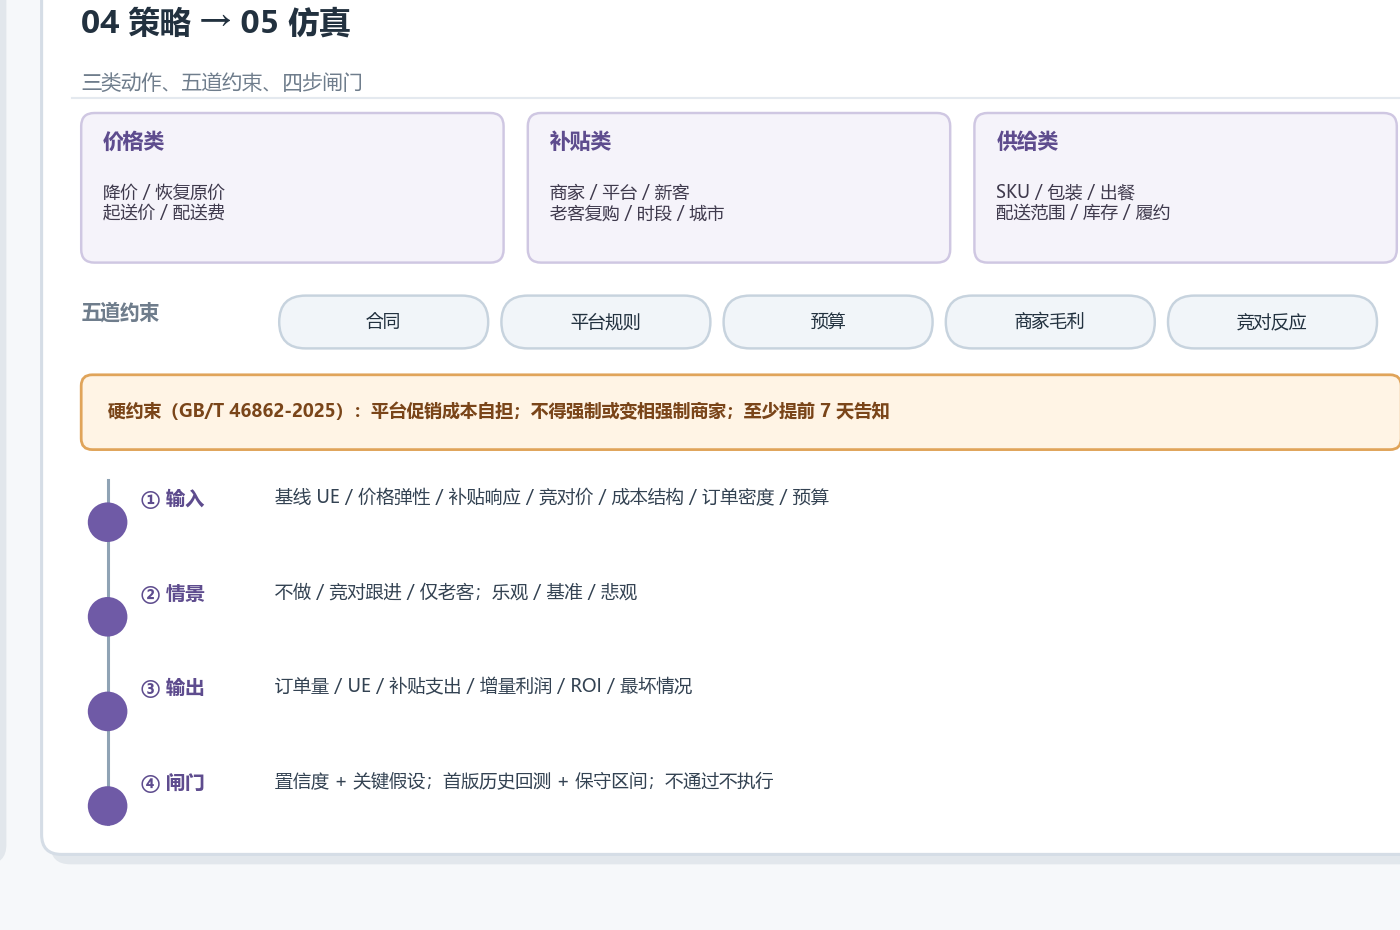 04 策略 → 05 仿真
三类动作、五道约束、四步闸门
价格类
降价 / 恢复原价
起送价 / 配送费
补贴类
商家 / 平台 / 新客
老客复购 / 时段 / 城市
供给类
SKU / 包装 / 出餐
配送范围 / 库存 / 履约
五道约束
合同
平台规则
预算
商家毛利
竞对反应
硬约束（GB/T 46862-2025）：平台促销成本自担；不得强制或变相强制商家；至少提前 7 天告知
① 输入
基线 UE / 价格弹性 / 补贴响应 / 竞对价 / 成本结构 / 订单密度 / 预算
② 情景
不做 / 竞对跟进 / 仅老客；乐观 / 基准 / 悲观
③ 输出
订单量 / UE / 补贴支出 / 增量利润 / ROI / 最坏情况
④ 闸门
置信度 + 关键假设；首版历史回测 + 保守区间；不通过不执行